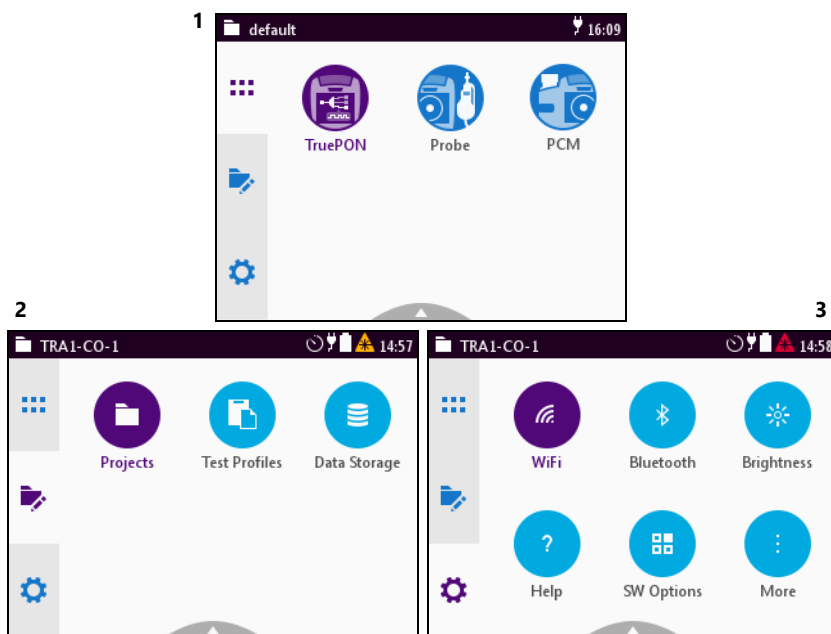 1
default 16:09
TruePON Probe PCM
2
TRA1-CO-1 14:57
Projects Test Profiles Data Storage
3
TRA1-CO-1 14:58
WiFi Bluetooth Brightness
? 
Help SW Options More